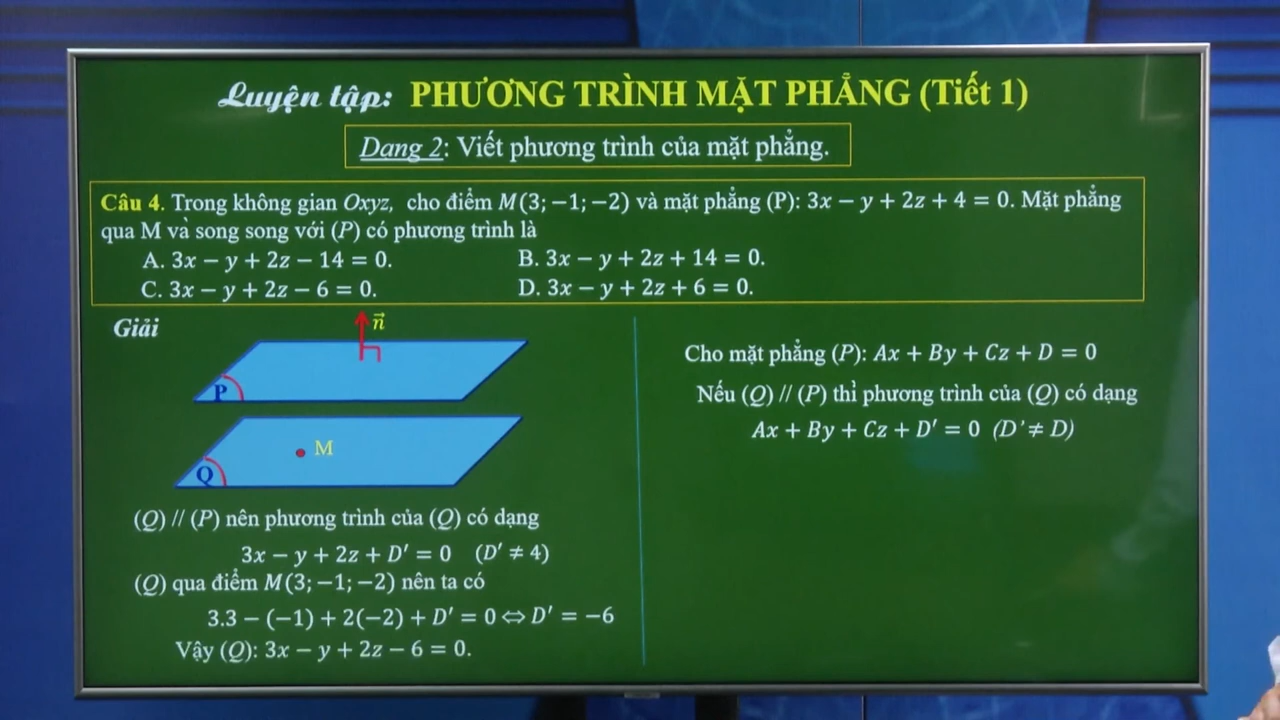 Luyện tập: PHƯƠNG TRÌNH MẶT PHẲNG (Tiết 1)
Dạng 2: Viết phương trình của mặt phẳng.
Câu 4. Trong không gian Oxyz, cho điểm M(3; −1; −2) và mặt phẳng (P): 3x − y + 2z + 4 = 0. Mặt phẳng
qua M và song song với (P) có phương trình là
A. 3x − y + 2z − 14 = 0. B. 3x − y + 2z + 14 = 0.
C. 3x − y + 2z − 6 = 0. D. 3x − y + 2z + 6 = 0.
Giải
n⃗
P
M
Q
(Q) // (P) nên phương trình của (Q) có dạng
3x − y + 2z + D′ = 0 (D′ ≠ 4)
(Q) qua điểm M(3; −1; −2) nên ta có
3.3 − (−1) + 2(−2) + D′ = 0 ⇔ D′ = −6
Vậy (Q): 3x − y + 2z − 6 = 0.
Cho mặt phẳng (P): Ax + By + Cz + D = 0
Nếu (Q) // (P) thì phương trình của (Q) có dạng
Ax + By + Cz + D′ = 0 (D′ ≠ D)